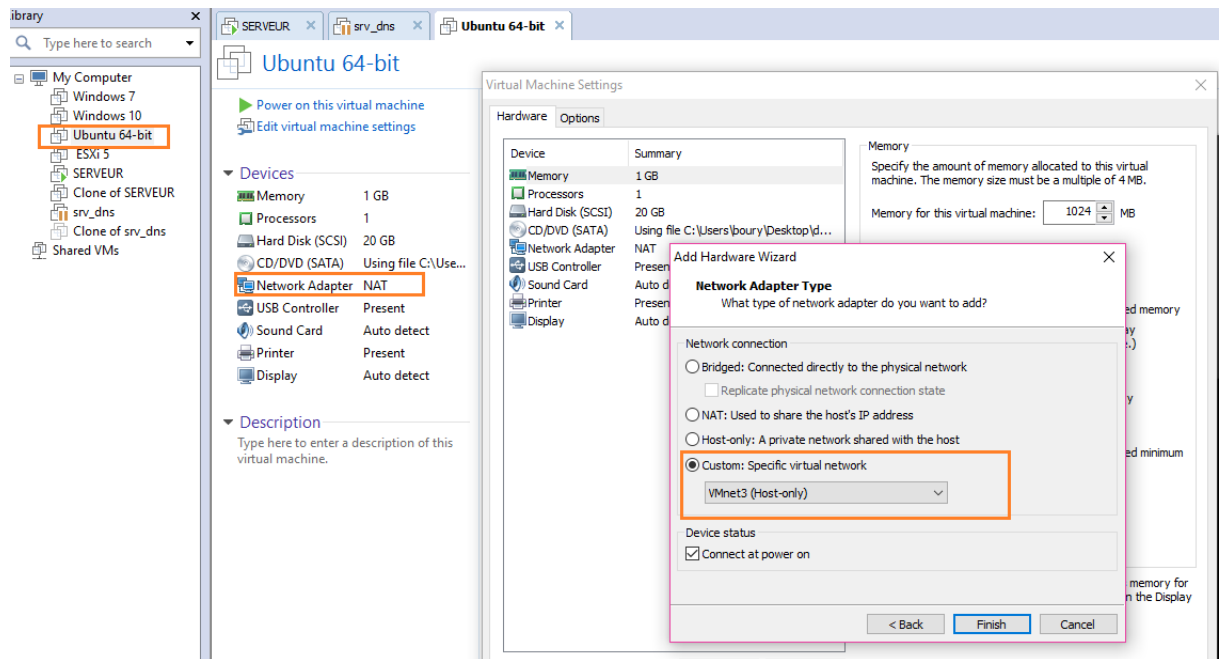 ibrary
Type here to search
My Computer
Windows 7
Windows 10
Ubuntu 64-bit
ESXi 5
SERVEUR
Clone of SERVEUR
srv_dns
Clone of srv_dns
Shared VMs
SERVEUR
srv_dns
Ubuntu 64-bit
Ubuntu 64-bit
Power on this virtual machine
Edit virtual machine settings
Devices
Memory 1 GB
Processors 1
Hard Disk (SCSI) 20 GB
CD/DVD (SATA) Using file C:\Use...
Network Adapter NAT
USB Controller Present
Sound Card Auto detect
Printer Present
Display Auto detect
Description
Type here to enter a description of this
virtual machine.
Virtual Machine Settings
Hardware Options
Device Summary
Memory 1 GB
Processors 1
Hard Disk (SCSI) 20 GB
CD/DVD (SATA) Using file C:\Users\boury\Desktop\d...
Network Adapter NAT
USB Controller Presen
Sound Card Auto d
Printer Presen
Display Auto d
Memory
Specify the amount of memory allocated to this virtual
machine. The memory size must be a multiple of 4 MB.
Memory for this virtual machine: 1024 MB
Add Hardware Wizard
Network Adapter Type
What type of network adapter do you want to add?
Network connection
Bridged: Connected directly to the physical network
Replicate physical network connection state
NAT: Used to share the host's IP address
Host-only: A private network shared with the host
Custom: Specific virtual network
VMnet3 (Host-only)
Device status
Connect at power on
< Back Finish Cancel
ed memory
ay
e.)
y
ed minimum
memory for
n the Display